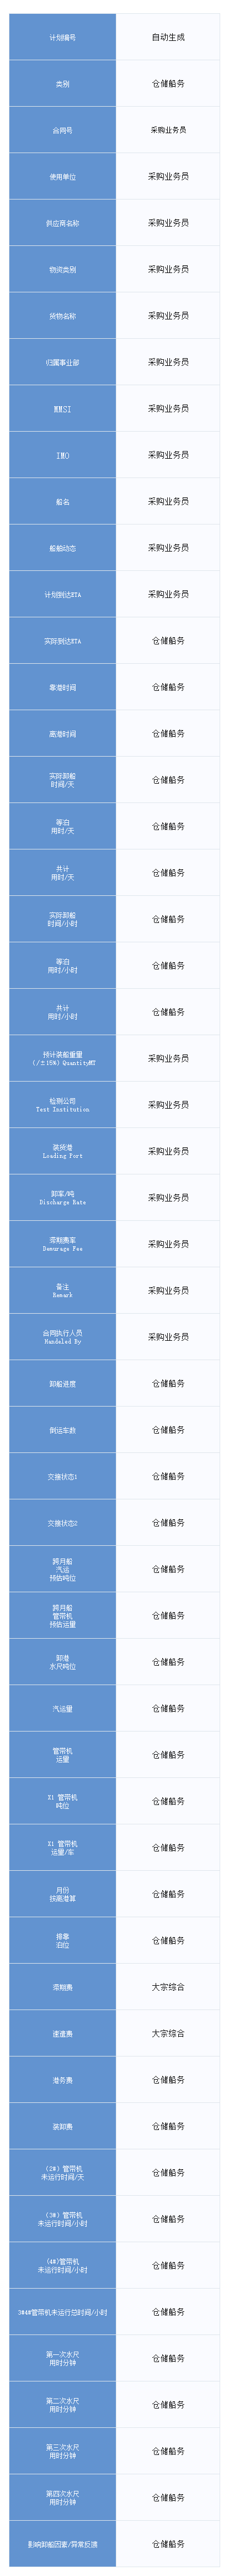 计划编号 自动生成
类别 仓储船务
合同号 采购业务员
使用单位 采购业务员
供应商名称 采购业务员
物资类别 采购业务员
货物名称 采购业务员
归属事业部 采购业务员
MMSI 采购业务员
IMO 采购业务员
船名 采购业务员
船舶动态 采购业务员
计划到达ETA 采购业务员
实际到达ETA 仓储船务
靠港时间 仓储船务
离港时间 仓储船务
实际卸船
时间/天 仓储船务
等泊
用时/天 仓储船务
共计
用时/天 仓储船务
实际卸船
时间/小时 仓储船务
等泊
用时/小时 仓储船务
共计
用时/小时 仓储船务
预计装船重量
(/±15%) QuantityMT 采购业务员
检测公司
Test Institution 采购业务员
装货港
Loading Port 采购业务员
卸率/吨
Discharge Rate 采购业务员
滞期费率
Demurage Fee 采购业务员
备注
Remark 采购业务员
合同执行人员
Handeled By 采购业务员
卸船进度 仓储船务
倒运车数 仓储船务
交接状态1 仓储船务
交接状态2 仓储船务
跨月船
汽运
预估吨位 仓储船务
跨月船
管带机
预估运量 仓储船务
卸港
水尺吨位 仓储船务
汽运量 仓储船务
管带机
运量 仓储船务
X1 管带机
吨位 仓储船务
X1 管带机
运量/车 仓储船务
月份
按离港算 仓储船务
接靠
泊位 仓储船务
滞期费 大宗综合
速遣费 大宗综合
港务费 仓储船务
装卸费 仓储船务
（2#）管带机
未运行时间/天 仓储船务
（3#）管带机
未运行时间/小时 仓储船务
(4#)管带机
未运行时间/小时 仓储船务
3#4#管带机未运行总时间/小时 仓储船务
第一次水尺
用时分钟 仓储船务
第二次水尺
用时分钟 仓储船务
第三次水尺
用时分钟 仓储船务
第四次水尺
用时分钟 仓储船务
影响卸船因素/异常反馈 仓储船务